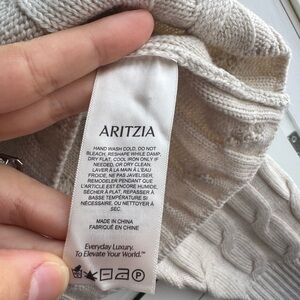 ARITZIA
HAND WASH COLD, DO NOT
BLEACH, RESHAPE WHILE DAMP,
DRY FLAT, COOL IRON ONLY IF
NEEDED, OR DRY CLEAN.
LAVER À LA MAIN À L'EAU
FROIDE, NE PAS JAVELISER,
REMODELER PENDANT QUE
L'ARTICLE EST ENCORE HUMIDE,
SÉCHER À PLAT, REPASSER À
BASSE TEMPÉRATURE SI
NÉCESSAIRE, OU NETTOYER À
SEC.
MADE IN CHINA
FABRIQUÉ EN CHINE
Everyday Luxury.
To Elevate Your World.™